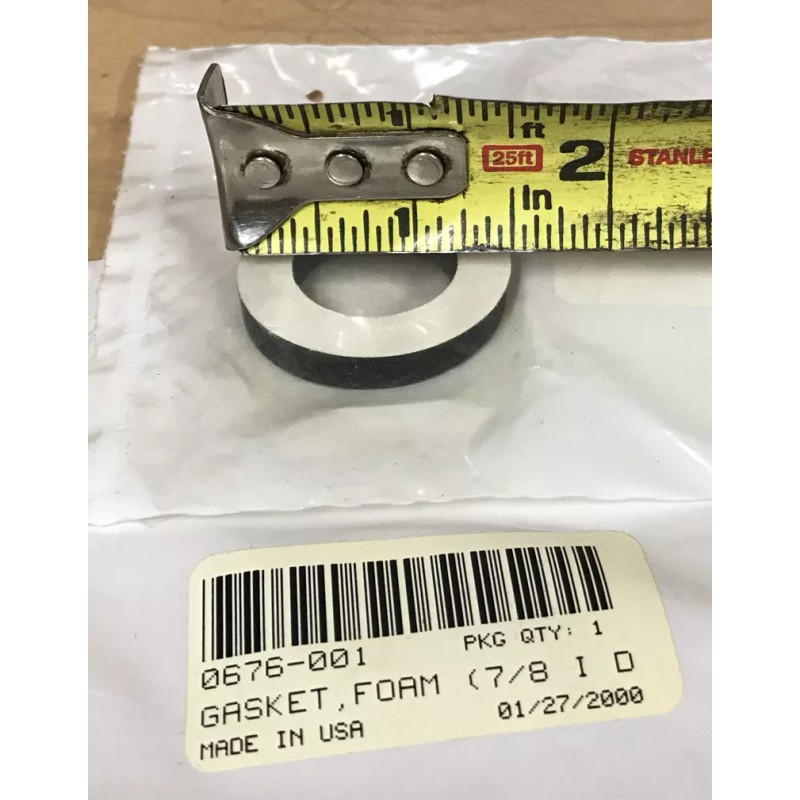 1
25ft
ft
In
2
STANLE
1
0676-001
PKG QTY: 1
GASKET,FOAM (7/8 I D
01/27/2000
MADE IN USA